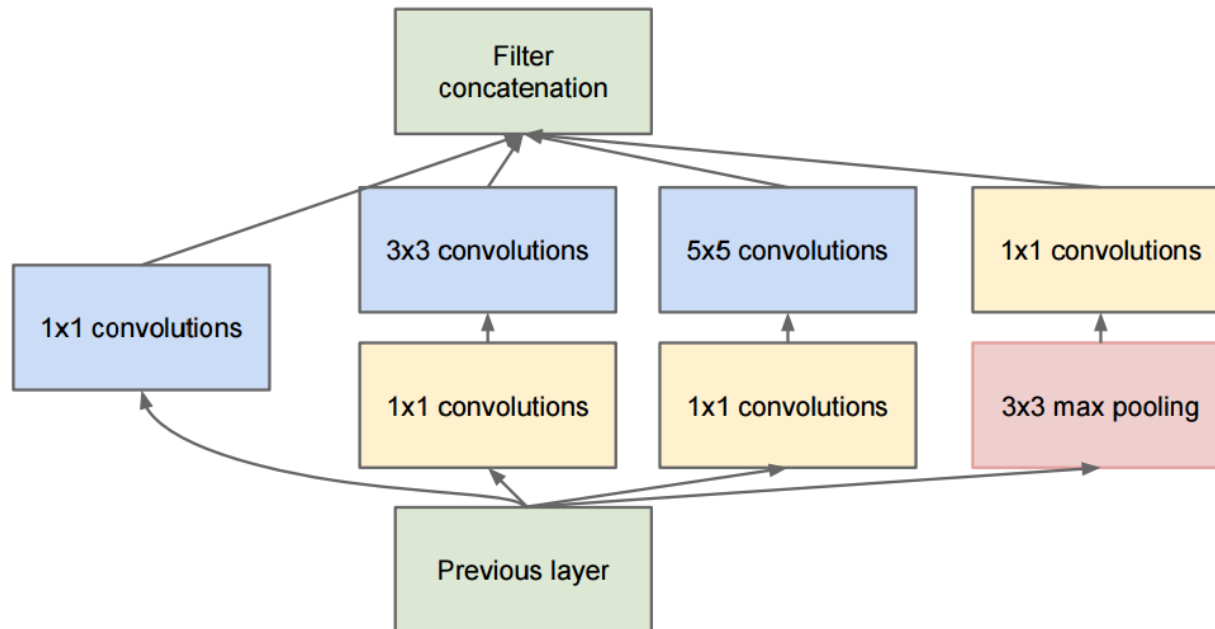 Filter
concatenation
3x3 convolutions
5x5 convolutions
1x1 convolutions
1x1 convolutions
1x1 convolutions
1x1 convolutions
3x3 max pooling
Previous layer